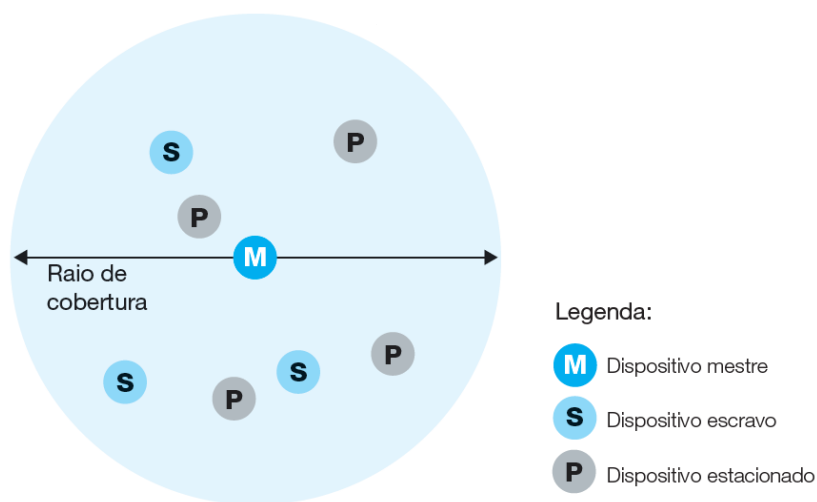 S
P
P
M
Raio de
cobertura
S
S
P
P
Legenda:
M Dispositivo mestre
S Dispositivo escravo
P Dispositivo estacionado